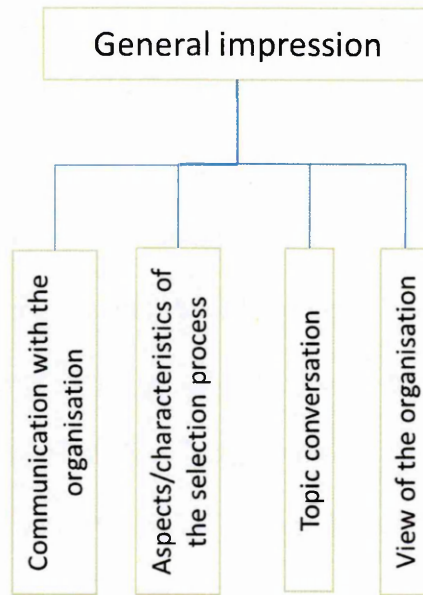 General impression
Communication with the
organisation
Aspects/characteristics of
the selection process
Topic conversation
View of the organisation